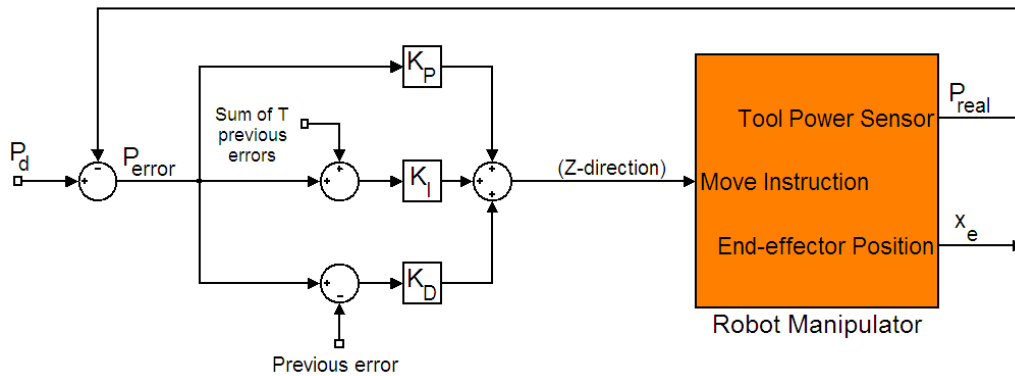 K_P
P_real
Tool Power Sensor
Sum of T
previous
errors
P_d
P_error
K_I
(Z-direction)
Move Instruction
x_e
End-effector Position
K_D
Robot Manipulator
Previous error